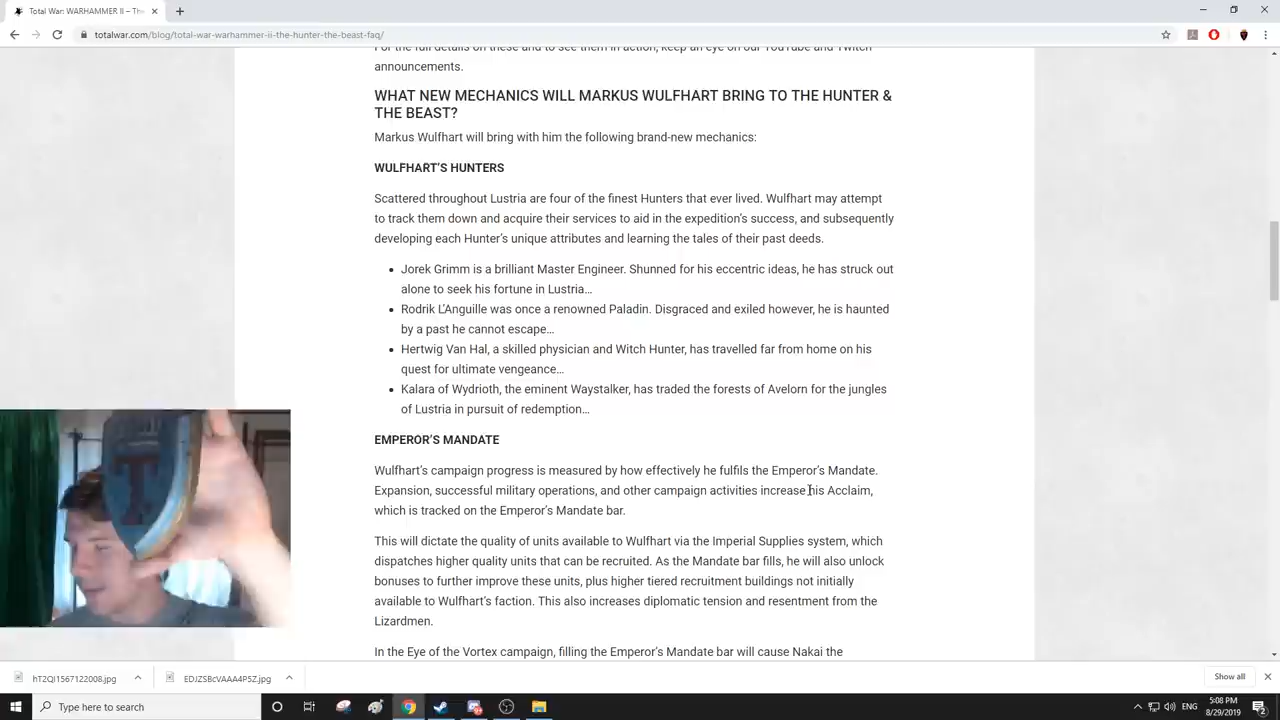 Total War: WARHAMMER II – The
totalwar.com/blog/total-war-warhammer-ii-the-hunter-the-beast-faq/
For the full details on these and to see them in action, keep an eye on our YouTube and Twitch
announcements.
WHAT NEW MECHANICS WILL MARKUS WULFHART BRING TO THE HUNTER &
THE BEAST?
Markus Wulfhart will bring with him the following brand-new mechanics:
WULFHART'S HUNTERS
Scattered throughout Lustria are four of the finest Hunters that ever lived. Wulfhart may attempt
to track them down and acquire their services to aid in the expedition's success, and subsequently
developing each Hunter's unique attributes and learning the tales of their past deeds.
• Jorek Grimm is a brilliant Master Engineer. Shunned for his eccentric ideas, he has struck out
alone to seek his fortune in Lustria…
• Rodrik L'Anguille was once a renowned Paladin. Disgraced and exiled however, he is haunted
by a past he cannot escape…
• Hertwig Van Hal, a skilled physician and Witch Hunter, has travelled far from home on his
quest for ultimate vengeance…
• Kalara of Wydrioth, the eminent Waystalker, has traded the forests of Avelorn for the jungles
of Lustria in pursuit of redemption…
EMPEROR'S MANDATE
Wulfhart's campaign progress is measured by how effectively he fulfils the Emperor's Mandate.
Expansion, successful military operations, and other campaign activities increase his Acclaim,
which is tracked on the Emperor's Mandate bar.
This will dictate the quality of units available to Wulfhart via the Imperial Supplies system, which
dispatches higher quality units that can be recruited. As the Mandate bar fills, he will also unlock
bonuses to further improve these units, plus higher tiered recruitment buildings not initially
available to Wulfhart's faction. This also increases diplomatic tension and resentment from the
Lizardmen.
In the Eye of the Vortex campaign, filling the Emperor's Mandate bar will cause Nakai the
hT2QI1567122008.jpg
EDJZSBcVAAA4P5Z.jpg
Show all
Type here to search
ENG
5:08 PM
8/29/2019
2